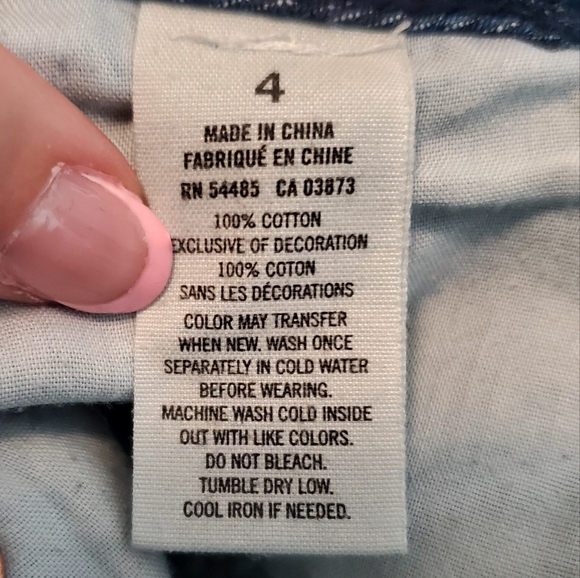 4
MADE IN CHINA
FABRIQUÉ EN CHINE
RN 54485 CA 03873
100% COTTON
EXCLUSIVE OF DECORATION
100% COTON
SANS LES DÉCORATIONS
COLOR MAY TRANSFER
WHEN NEW. WASH ONCE
SEPARATELY IN COLD WATER
BEFORE WEARING.
MACHINE WASH COLD INSIDE
OUT WITH LIKE COLORS.
DO NOT BLEACH.
TUMBLE DRY LOW.
COOL IRON IF NEEDED.